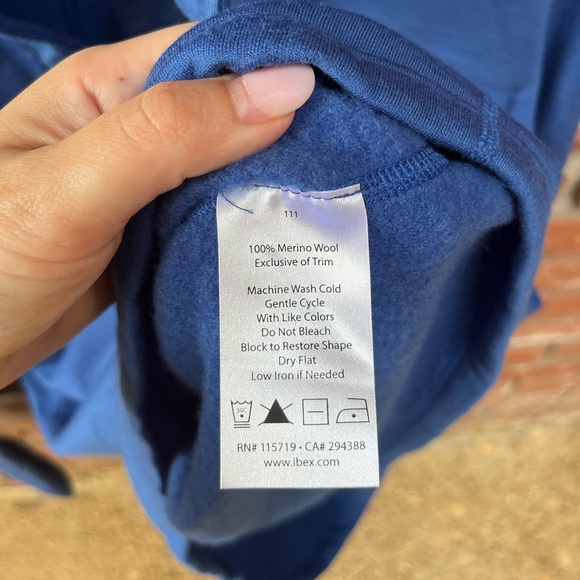 111
100% Merino Wool
Exclusive of Trim
Machine Wash Cold
Gentle Cycle
With Like Colors
Do Not Bleach
Block to Restore Shape
Dry Flat
Low Iron if Needed
30C
RN# 115719 • CA# 294388
www.ibex.com